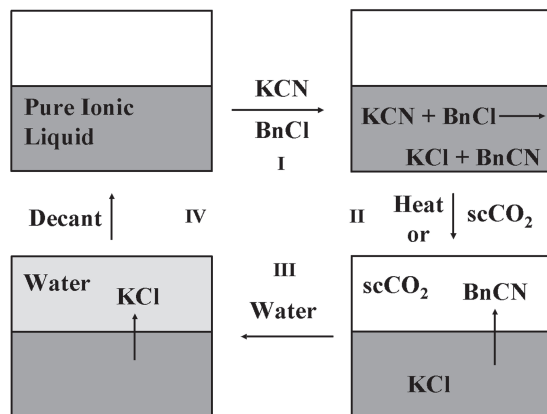 Pure Ionic
Liquid
KCN
BnCl
I
KCN + BnCl
KCl + BnCN
Decant
IV
II
Heat
or
scCO₂
Water
KCl
III
Water
scCO₂
BnCN
KCl